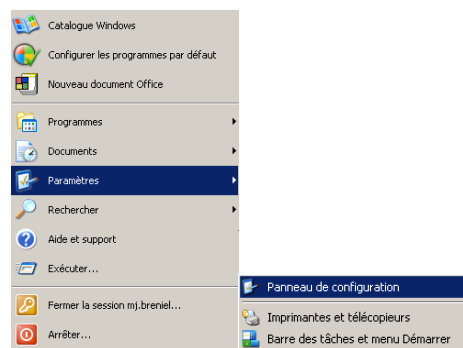 Catalogue Windows
Configurer les programmes par défaut
Nouveau document Office
Programmes
Documents
Paramètres
Rechercher
Aide et support
Exécuter...
Fermer la session mj.breniel...
Arrêter...
Panneau de configuration
Imprimantes et télécopieurs
Barre des tâches et menu Démarrer